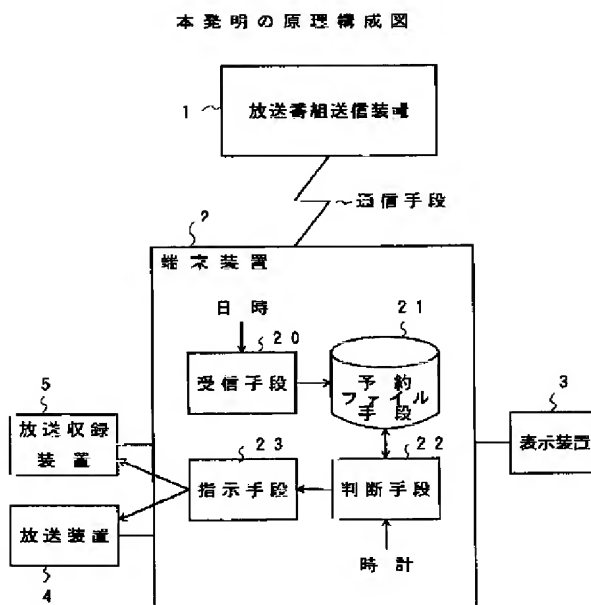 本発明の原理構成図
1
放送番組送信装置
通信手段
2
端末装置
日時
20
21
受信手段
予約
ファイル
手段
5
放送収録
装置
23
22
3
指示手段
判断手段
表示装置
放送装置
4
時計